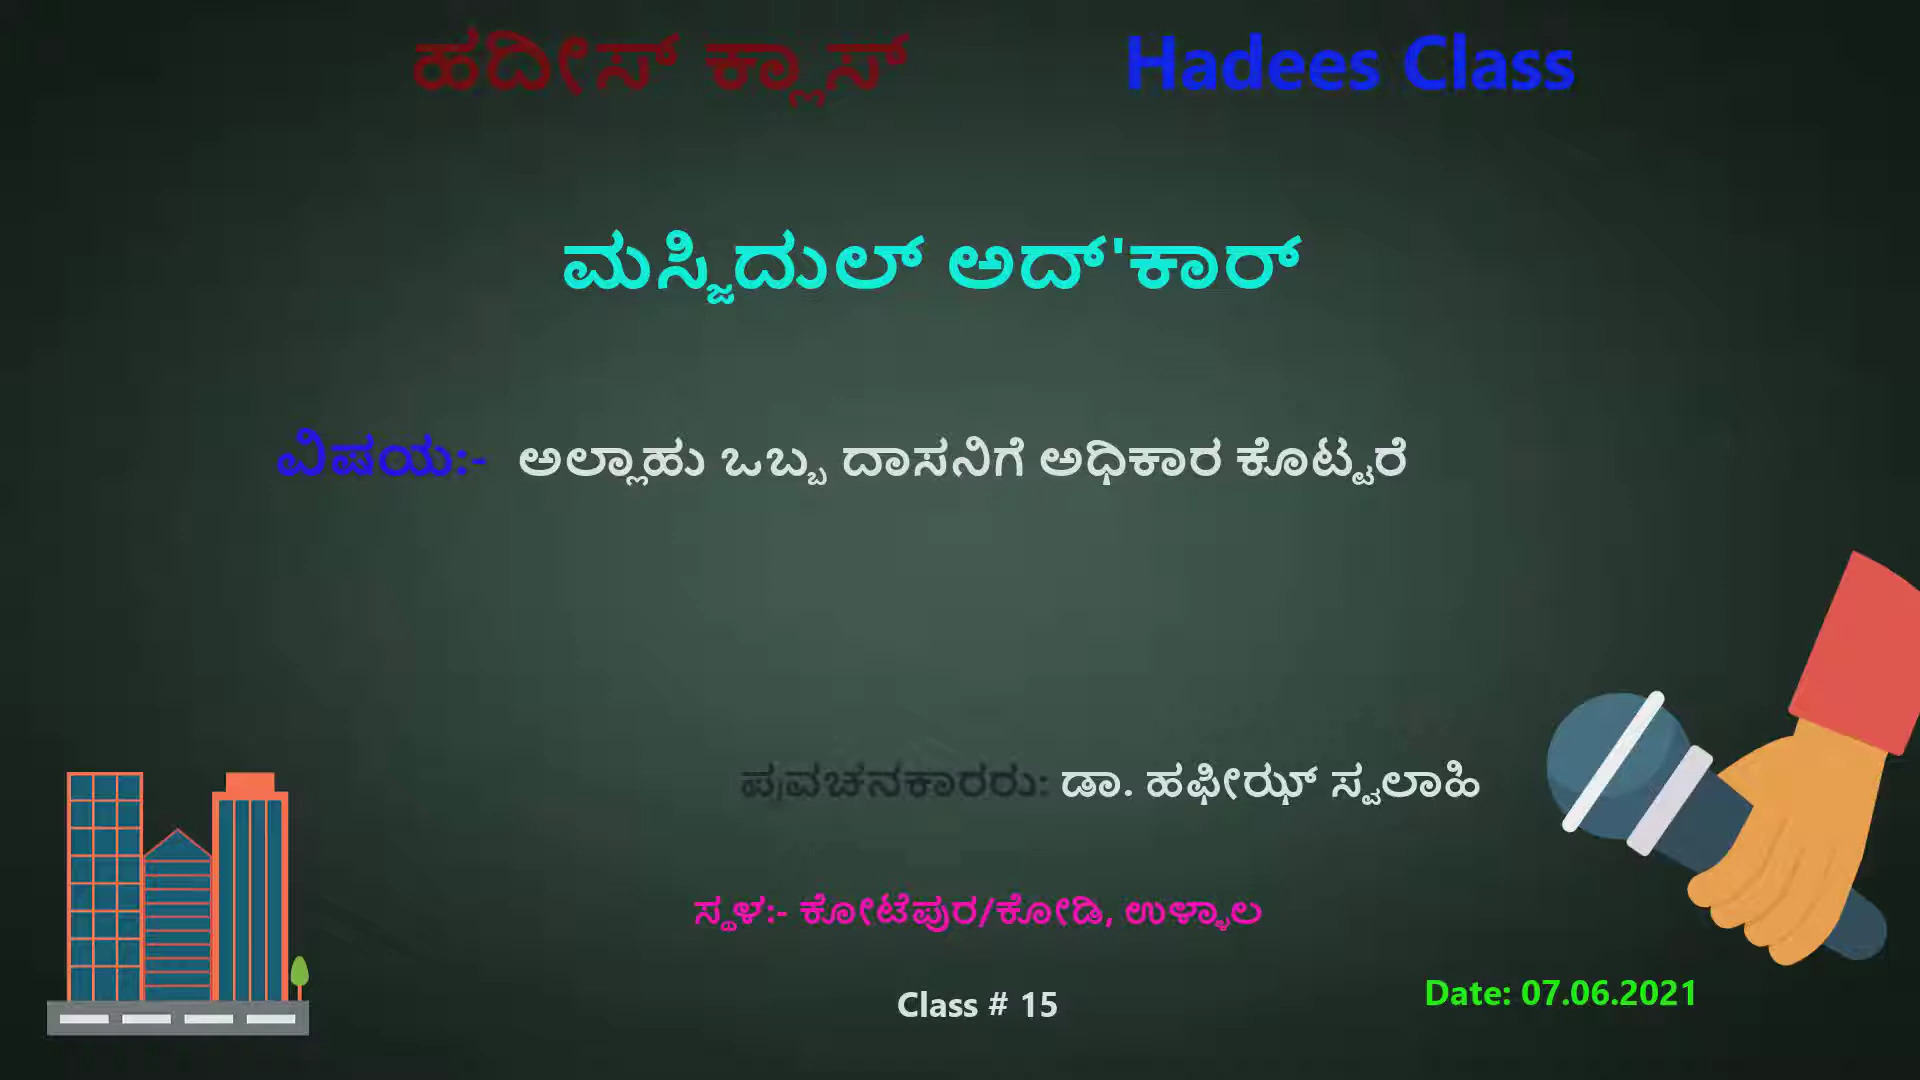 ಹದೀಸ್ ಕ್ಲಾಸ್ Hadees Class
ಮಸ್ಜಿದುಲ್ ಅದ್'ಕಾರ್
ವಿಷಯ:- ಅಲ್ಲಾಹು ಒಬ್ಬ ದಾಸನಿಗೆ ಅಧಿಕಾರ ಕೊಟ್ಟರೆ
ಪ್ರವಚನಕಾರರು: ಡಾ. ಹಫೀಝ್ ಸ್ವಲಾಹಿ
ಸ್ಥಳ:- ಕೋಟೆಪುರ/ಕೋಡಿ, ಉಳ್ಳಾಲ
Class # 15
Date: 07.06.2021